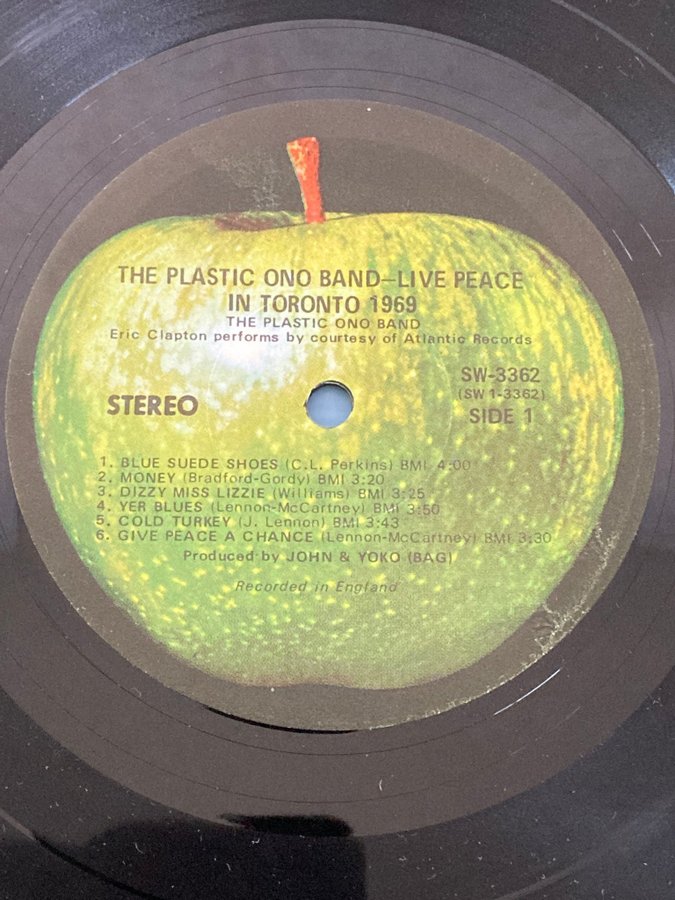 THE PLASTIC ONO BAND—LIVE PEACE
IN TORONTO 1969
THE PLASTIC ONO BAND
Eric Clapton performs by courtesy of Atlantic Records
STEREO
SW-3362
(SW 1-3362)
SIDE 1
1. BLUE SUEDE SHOES (C.L. Perkins) BMI 4:00
2. MONEY (Bradford-Gordy) BMI 3:20
3. DIZZY MISS LIZZIE (Williams) BMI 3:25
4. YER BLUES (Lennon-McCartney) BMI 3:50
5. COLD TURKEY (J. Lennon) BMI 3:43
6. GIVE PEACE A CHANCE (Lennon-McCartney) BMI 3:30
Produced by JOHN & YOKO (BAG)
Recorded in England